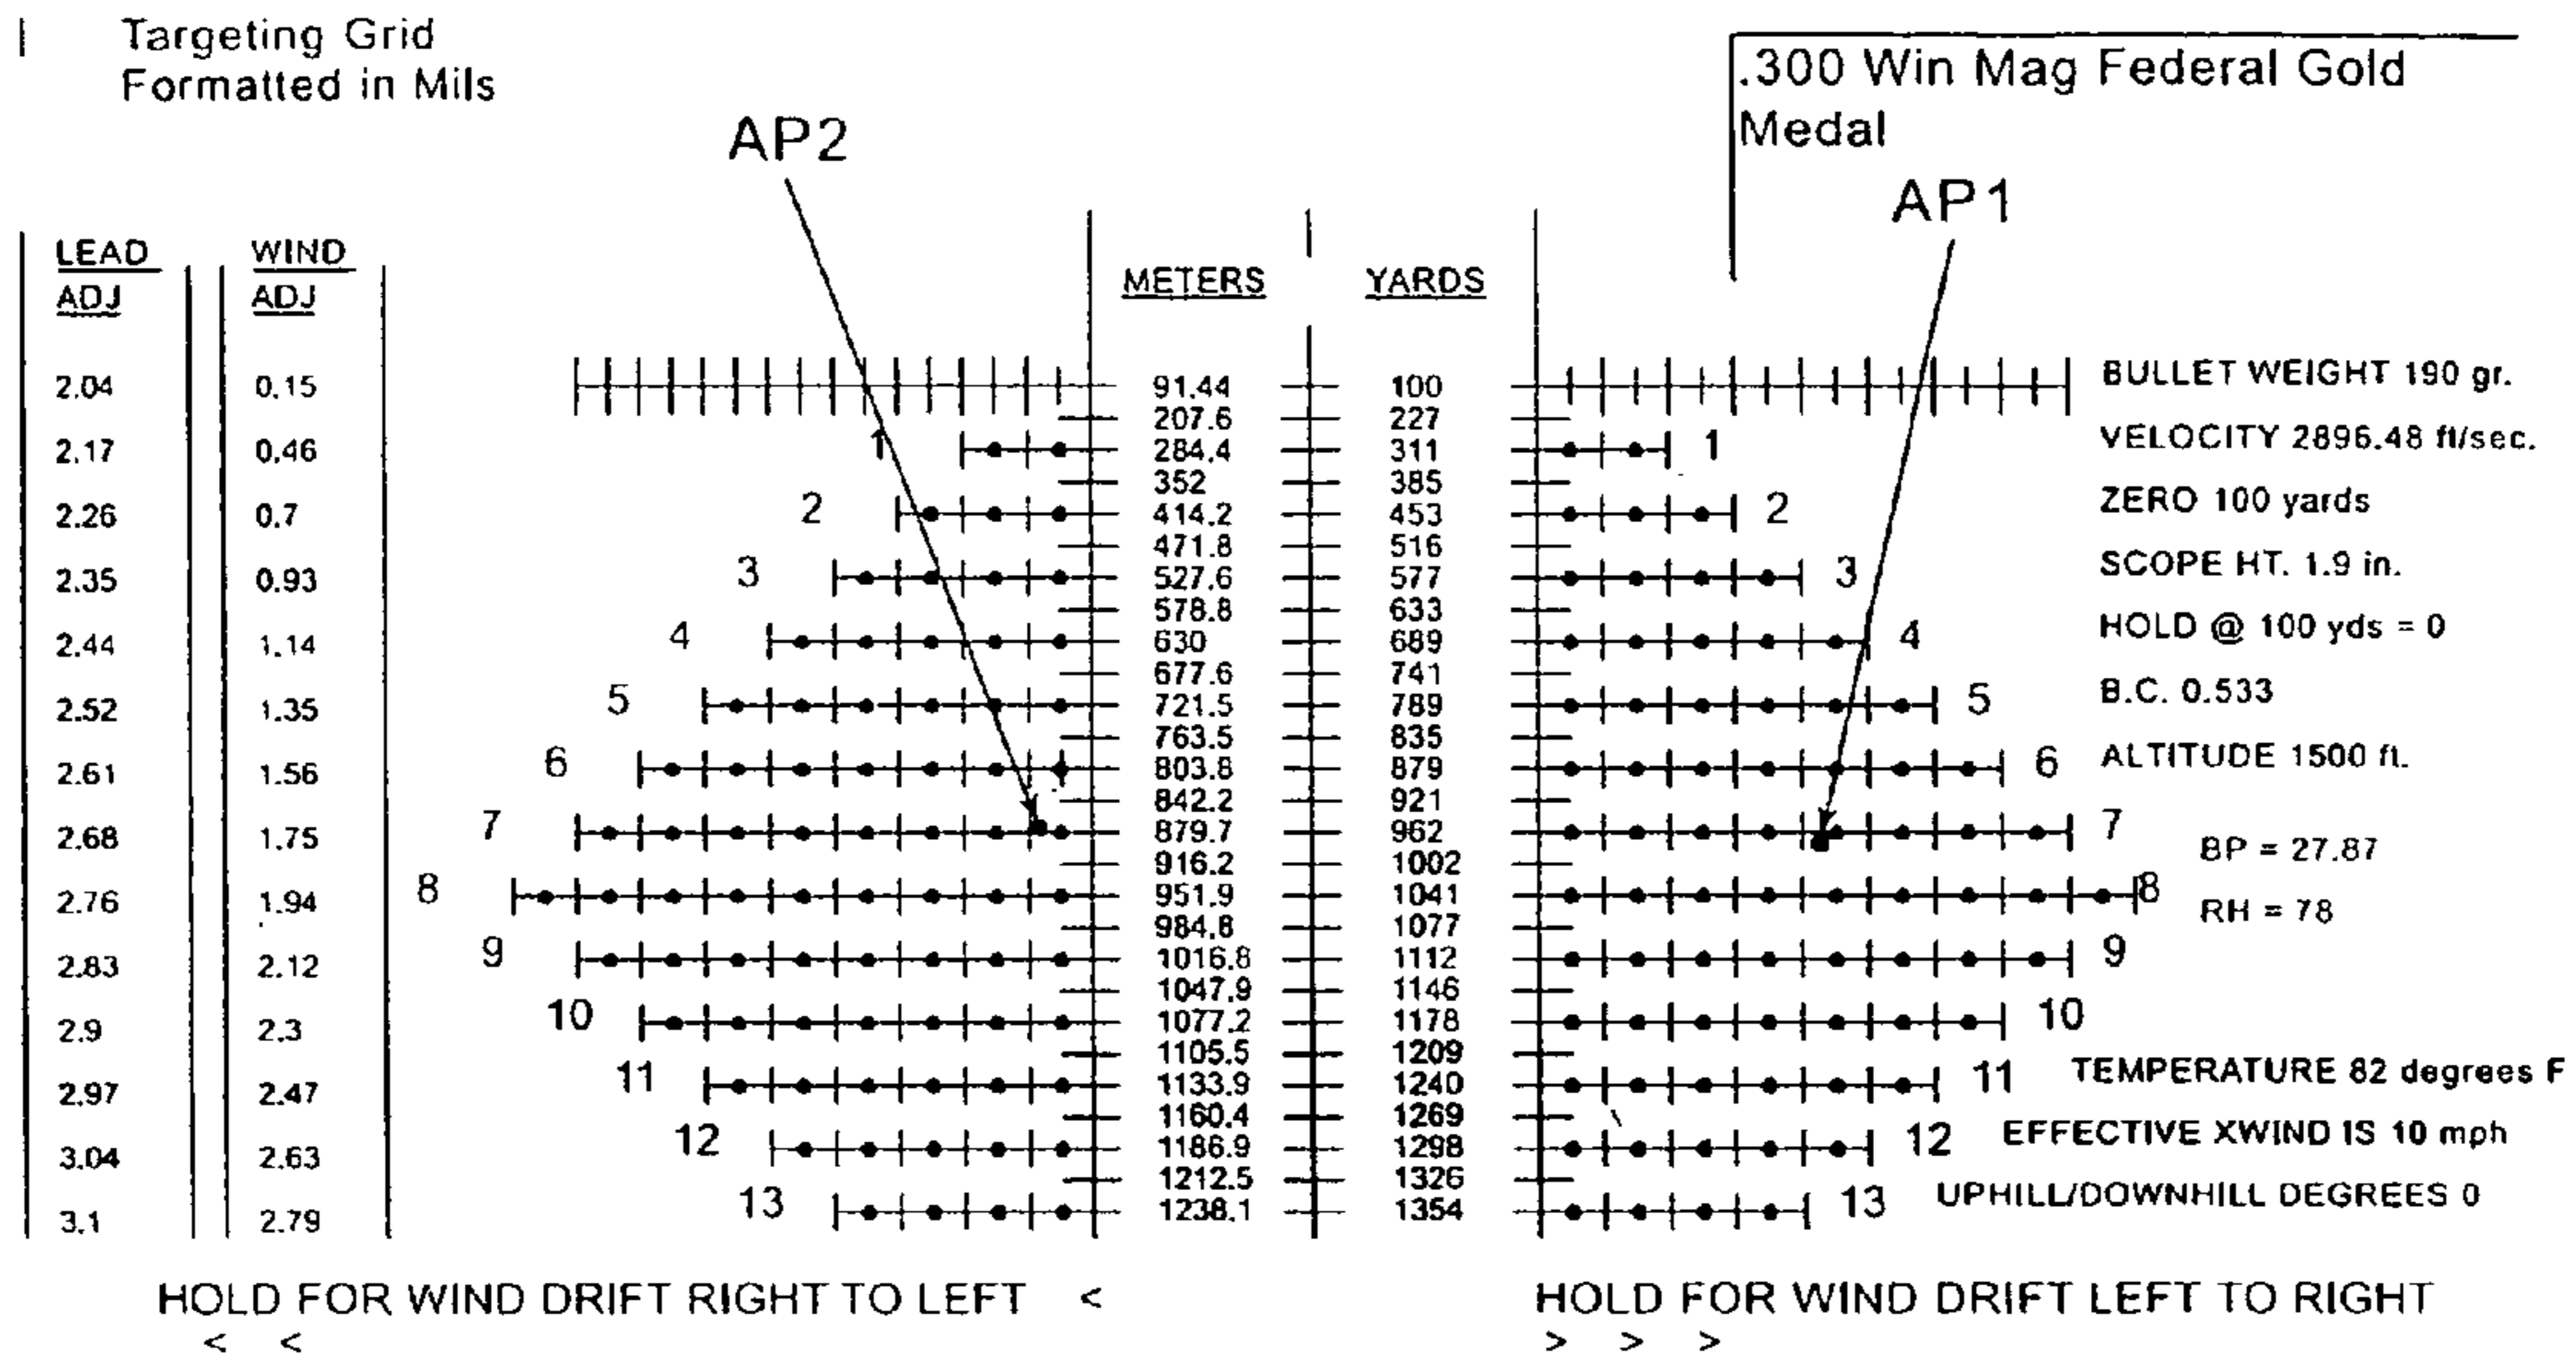 Targeting Grid
Formatted in Mils
.300 Win Mag Federal Gold
Medal
AP2
AP1
LEAD WIND
ADJ ADJ METERS YARDS
2.04 0.15 91.44 100 BULLET WEIGHT 190 gr.
207.6 227
2.17 0.46 1 284.4 311 1 VELOCITY 2896.48 ft/sec.
352 385
2.26 0.7 2 414.2 453 2 ZERO 100 yards
471.8 516
2.35 0.93 3 527.6 577 3 SCOPE HT. 1.9 in.
578.8 633
2.44 1.14 4 630 689 4 HOLD @ 100 yds = 0
677.6 741
2.52 1.35 5 721.5 789 5 B.C. 0.533
763.5 835
2.61 1.56 6 803.8 879 6 ALTITUDE 1500 ft.
842.2 921
2.68 1.75 7 879.7 962 7 BP = 27.87
916.2 1002
2.76 1.94 8 951.9 1041 8 RH = 78
984.8 1077
2.83 2.12 9 1016.8 1112 9
1047.9 1146
2.9 2.3 10 1077.2 1178 10
1105.5 1209
2.97 2.47 11 1133.9 1240 11 TEMPERATURE 82 degrees F
1160.4 1269
3.04 2.63 12 1186.9 1298 12 EFFECTIVE XWIND IS 10 mph
1212.5 1326
3.1 2.79 13 1238.1 1354 13 UPHILL/DOWNHILL DEGREES 0
HOLD FOR WIND DRIFT RIGHT TO LEFT <
< <
HOLD FOR WIND DRIFT LEFT TO RIGHT
> > >